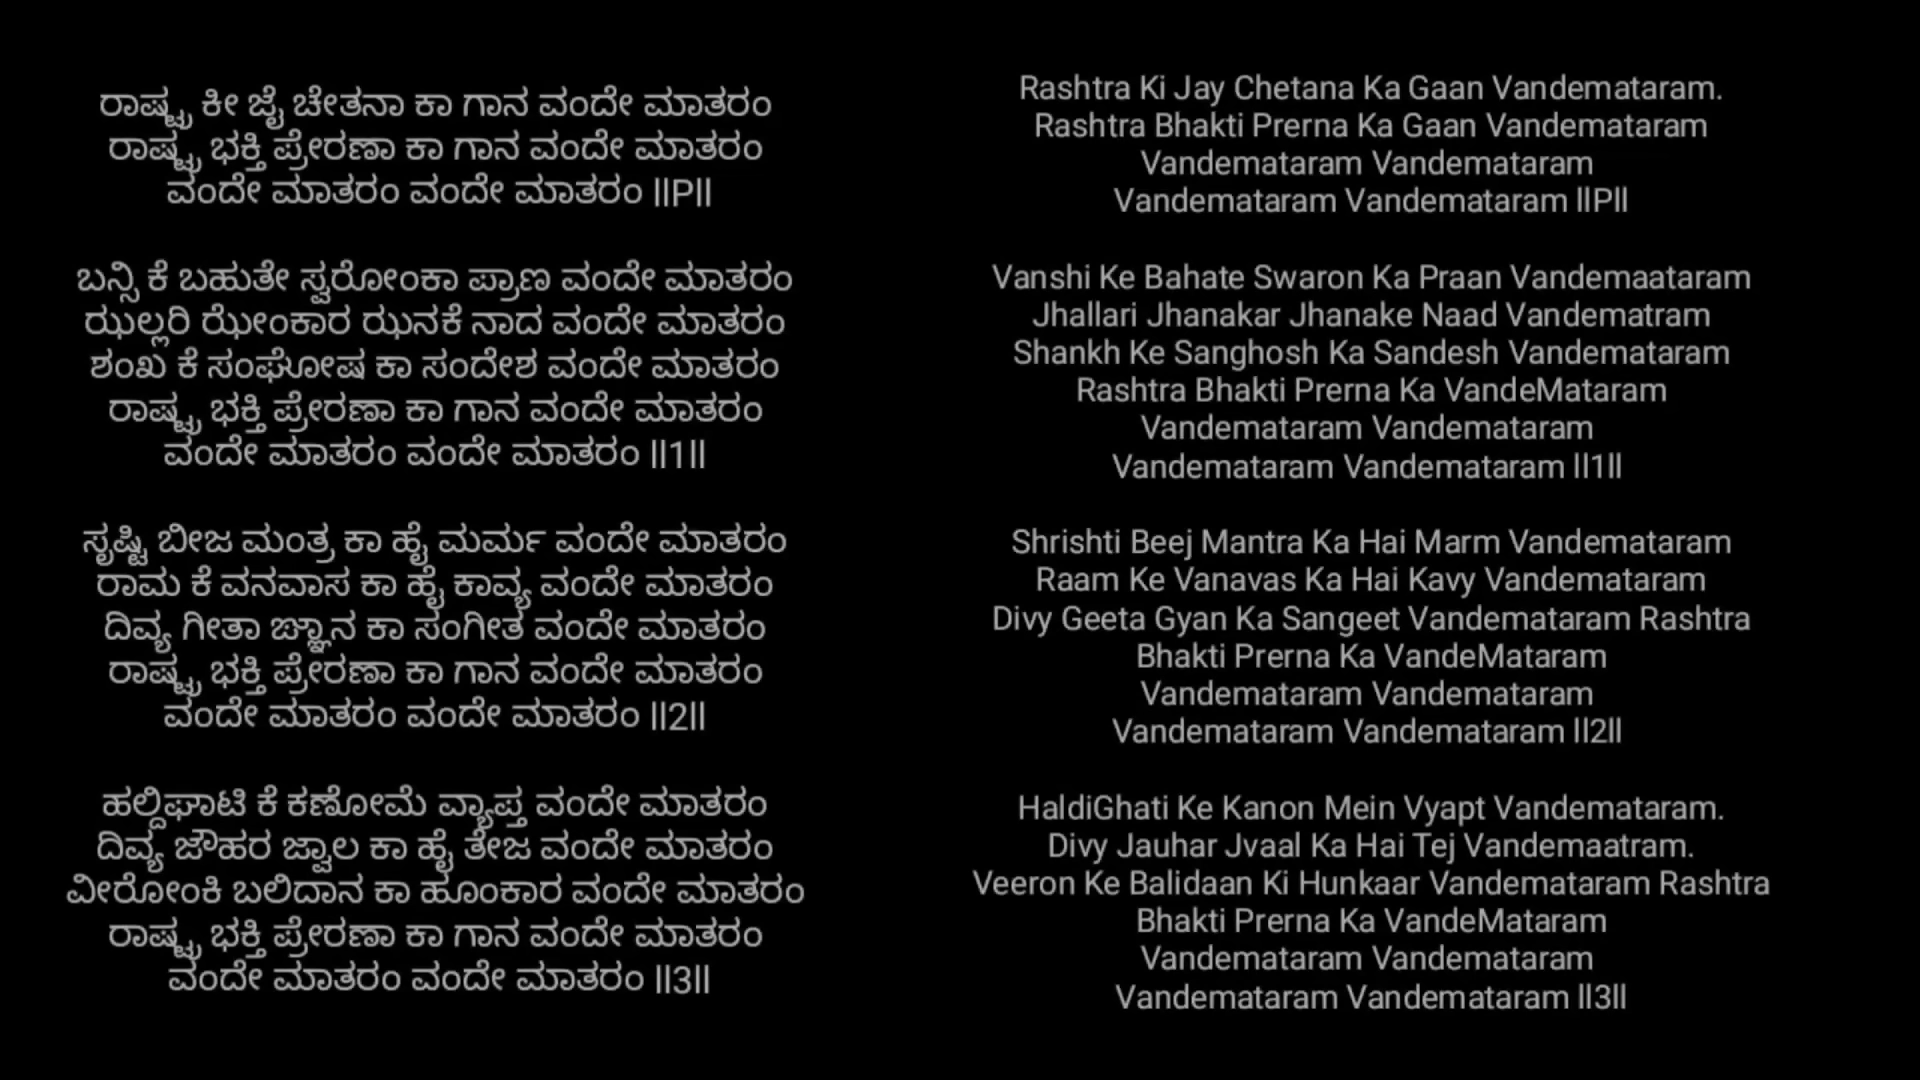 ರಾಷ್ಟ್ರ ಕೀ ಜೈ ಚೇತನಾ ಕಾ ಗಾನ ವಂದೇ ಮಾತರಂ
ರಾಷ್ಟ್ರ ಭಕ್ತಿ ಪ್ರೇರಣಾ ಕಾ ಗಾನ ವಂದೇ ಮಾತರಂ
ವಂದೇ ಮಾತರಂ ವಂದೇ ಮಾತರಂ llPll
ಬನ್ಸಿ ಕೆ ಬಹುತೇ ಸ್ವರೋಂಕಾ ಪ್ರಾಣ ವಂದೇ ಮಾತರಂ
ಝಲ್ಲರಿ ಝೇಂಕಾರ ಝನಕೆ ನಾದ ವಂದೇ ಮಾತರಂ
ಶಂಖ ಕೆ ಸಂಘೋಷ ಕಾ ಸಂದೇಶ ವಂದೇ ಮಾತರಂ
ರಾಷ್ಟ್ರ ಭಕ್ತಿ ಪ್ರೇರಣಾ ಕಾ ಗಾನ ವಂದೇ ಮಾತರಂ
ವಂದೇ ಮಾತರಂ ವಂದೇ ಮಾತರಂ ll1ll
ಸೃಷ್ಟಿ ಬೀಜ ಮಂತ್ರ ಕಾ ಹೈ ಮರ್ಮ ವಂದೇ ಮಾತರಂ
ರಾಮ ಕೆ ವನವಾಸ ಕಾ ಹೈ ಕಾವ್ಯ ವಂದೇ ಮಾತರಂ
ದಿವ್ಯ ಗೀತಾ ಜ್ಞಾನ ಕಾ ಸಂಗೀತ ವಂದೇ ಮಾತರಂ
ರಾಷ್ಟ್ರ ಭಕ್ತಿ ಪ್ರೇರಣಾ ಕಾ ಗಾನ ವಂದೇ ಮಾತರಂ
ವಂದೇ ಮಾತರಂ ವಂದೇ ಮಾತರಂ ll2ll
ಹಲ್ದಿಘಾಟಿ ಕೆ ಕಣೋಮೆ ವ್ಯಾಪ್ತ ವಂದೇ ಮಾತರಂ
ದಿವ್ಯ ಜೌಹರ ಜ್ವಾಲ ಕಾ ಹೈ ತೇಜ ವಂದೇ ಮಾತರಂ
ವೀರೋಂಕಿ ಬಲಿದಾನ ಕಾ ಹೂಂಕಾರ ವಂದೇ ಮಾತರಂ
ರಾಷ್ಟ್ರ ಭಕ್ತಿ ಪ್ರೇರಣಾ ಕಾ ಗಾನ ವಂದೇ ಮಾತರಂ
ವಂದೇ ಮಾತರಂ ವಂದೇ ಮಾತರಂ ll3ll
Rashtra Ki Jay Chetana Ka Gaan Vandemataram.
Rashtra Bhakti Prerna Ka Gaan Vandemataram
Vandemataram Vandemataram
Vandemataram Vandemataram llPll
Vanshi Ke Bahate Swaron Ka Praan Vandemaataram
Jhallari Jhanakar Jhanake Naad Vandematram
Shankh Ke Sanghosh Ka Sandesh Vandemataram
Rashtra Bhakti Prerna Ka VandeMataram
Vandemataram Vandemataram
Vandemataram Vandemataram ll1ll
Shrishti Beej Mantra Ka Hai Marm Vandemataram
Raam Ke Vanavas Ka Hai Kavy Vandemataram
Divy Geeta Gyan Ka Sangeet Vandemataram Rashtra
Bhakti Prerna Ka VandeMataram
Vandemataram Vandemataram
Vandemataram Vandemataram ll2ll
HaldiGhati Ke Kanon Mein Vyapt Vandemataram.
Divy Jauhar Jvaal Ka Hai Tej Vandemaatram.
Veeron Ke Balidaan Ki Hunkaar Vandemataram Rashtra
Bhakti Prerna Ka VandeMataram
Vandemataram Vandemataram
Vandemataram Vandemataram ll3ll